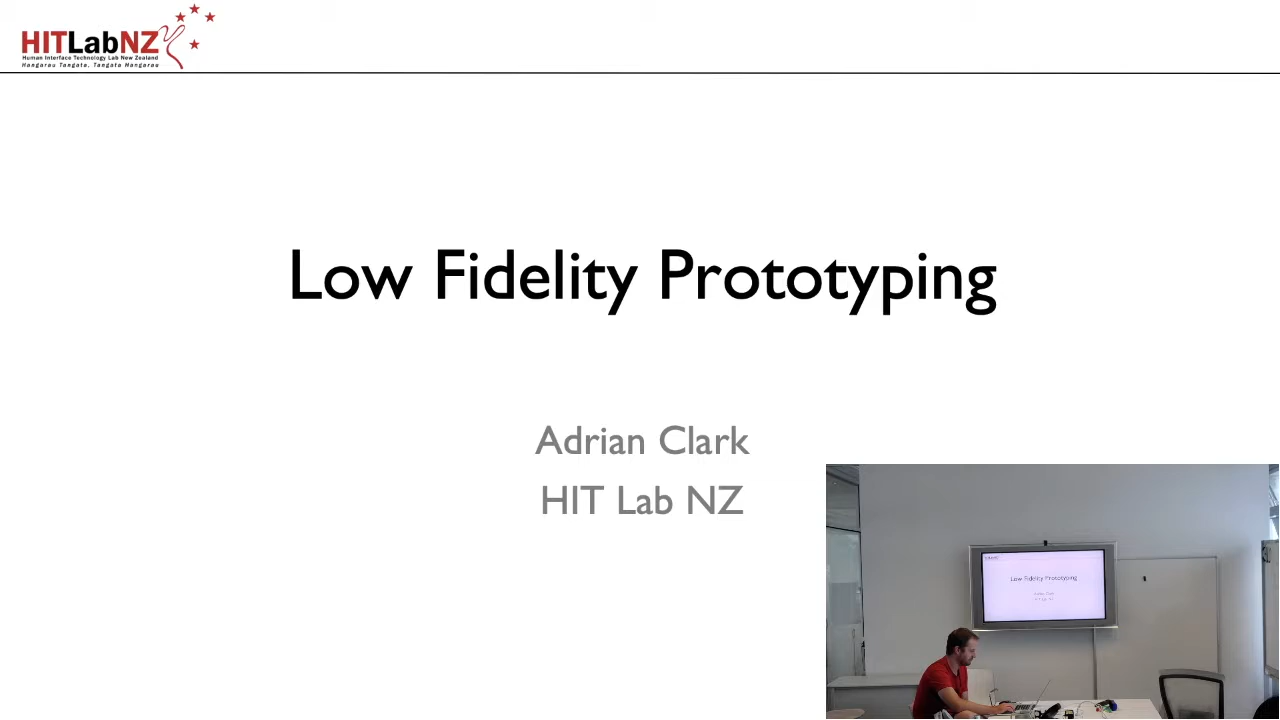 HITLabNZ
Human Interface Technology Lab New Zealand
Hangarau Tangata, Tangata Hangarau
Low Fidelity Prototyping
Adrian Clark
HIT Lab NZ
Low Fidelity Prototyping